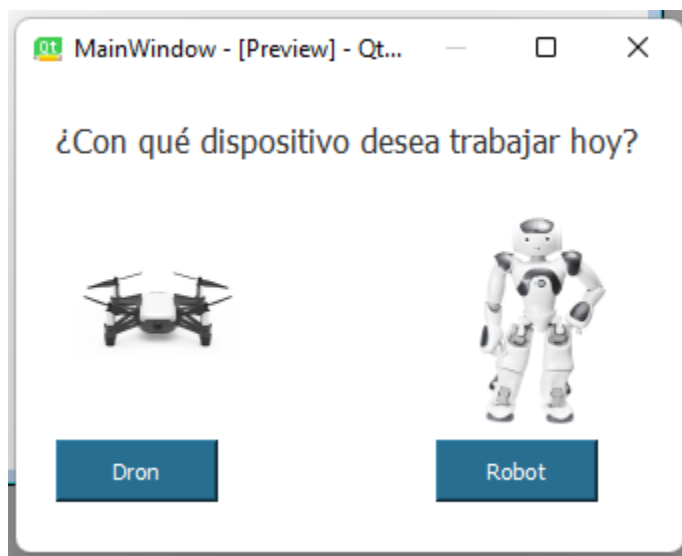 MainWindow - [Preview] - Qt...
¿Con qué dispositivo desea trabajar hoy?
Dron
Robot